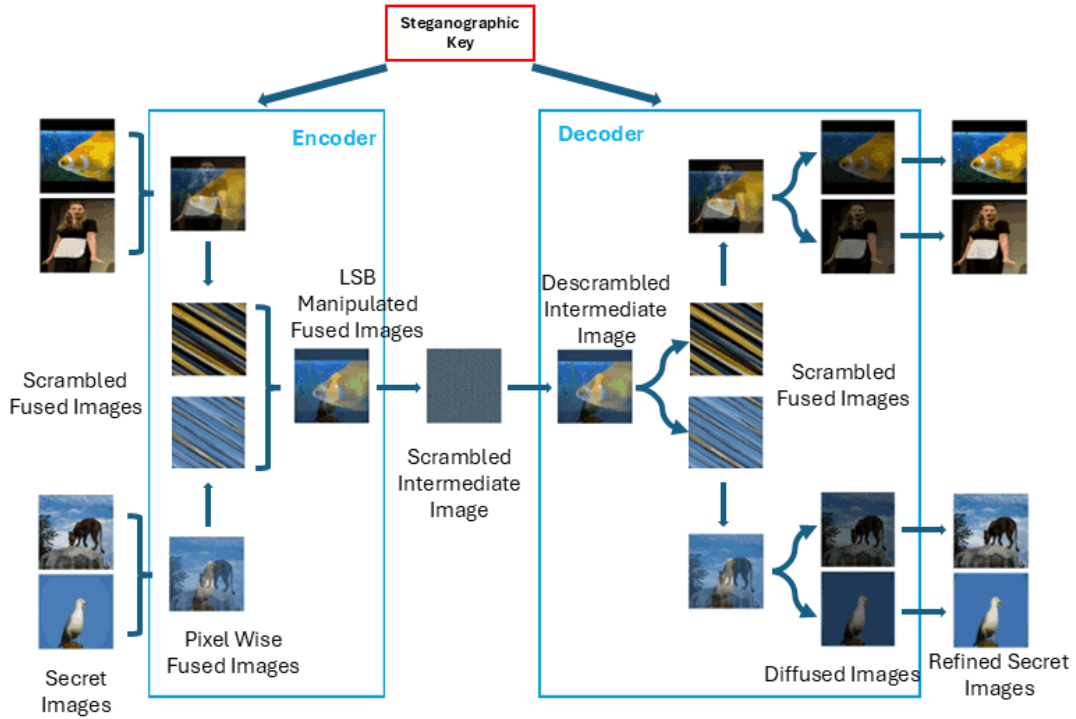 Steganographic
Key
Encoder
Decoder
LSB
Manipulated
Fused Images
Descrambled
Intermediate
Image
Scrambled
Fused Images
Scrambled
Fused Images
Scrambled
Intermediate
Image
Pixel Wise
Fused Images
Secret
Images
Diffused Images
Refined Secret
Images